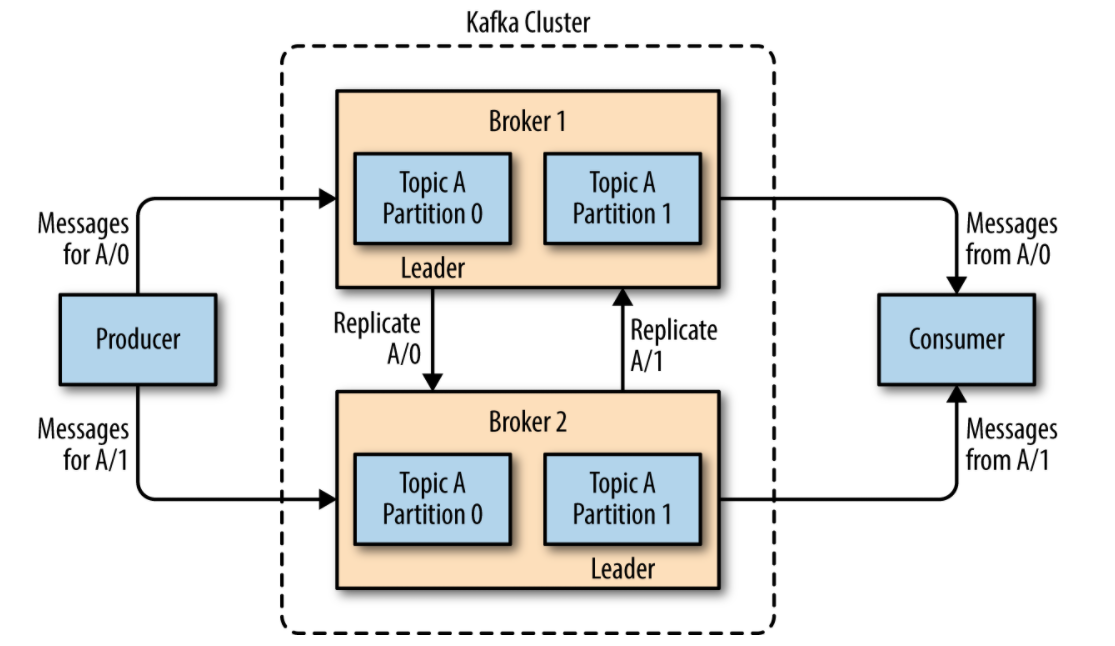 Kafka Cluster
Broker 1
Topic A
Partition 0
Topic A
Partition 1
Leader
Messages
for A/0
Messages
from A/0
Producer
Replicate
A/0
Replicate
A/1
Consumer
Messages
for A/1
Broker 2
Topic A
Partition 0
Topic A
Partition 1
Leader
Messages
from A/1